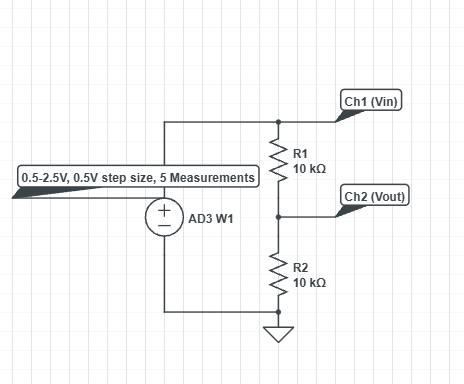 Ch1 (Vin)
R1
10 kΩ
0.5-2.5V, 0.5V step size, 5 Measurements
Ch2 (Vout)
AD3 W1
R2
10 kΩ